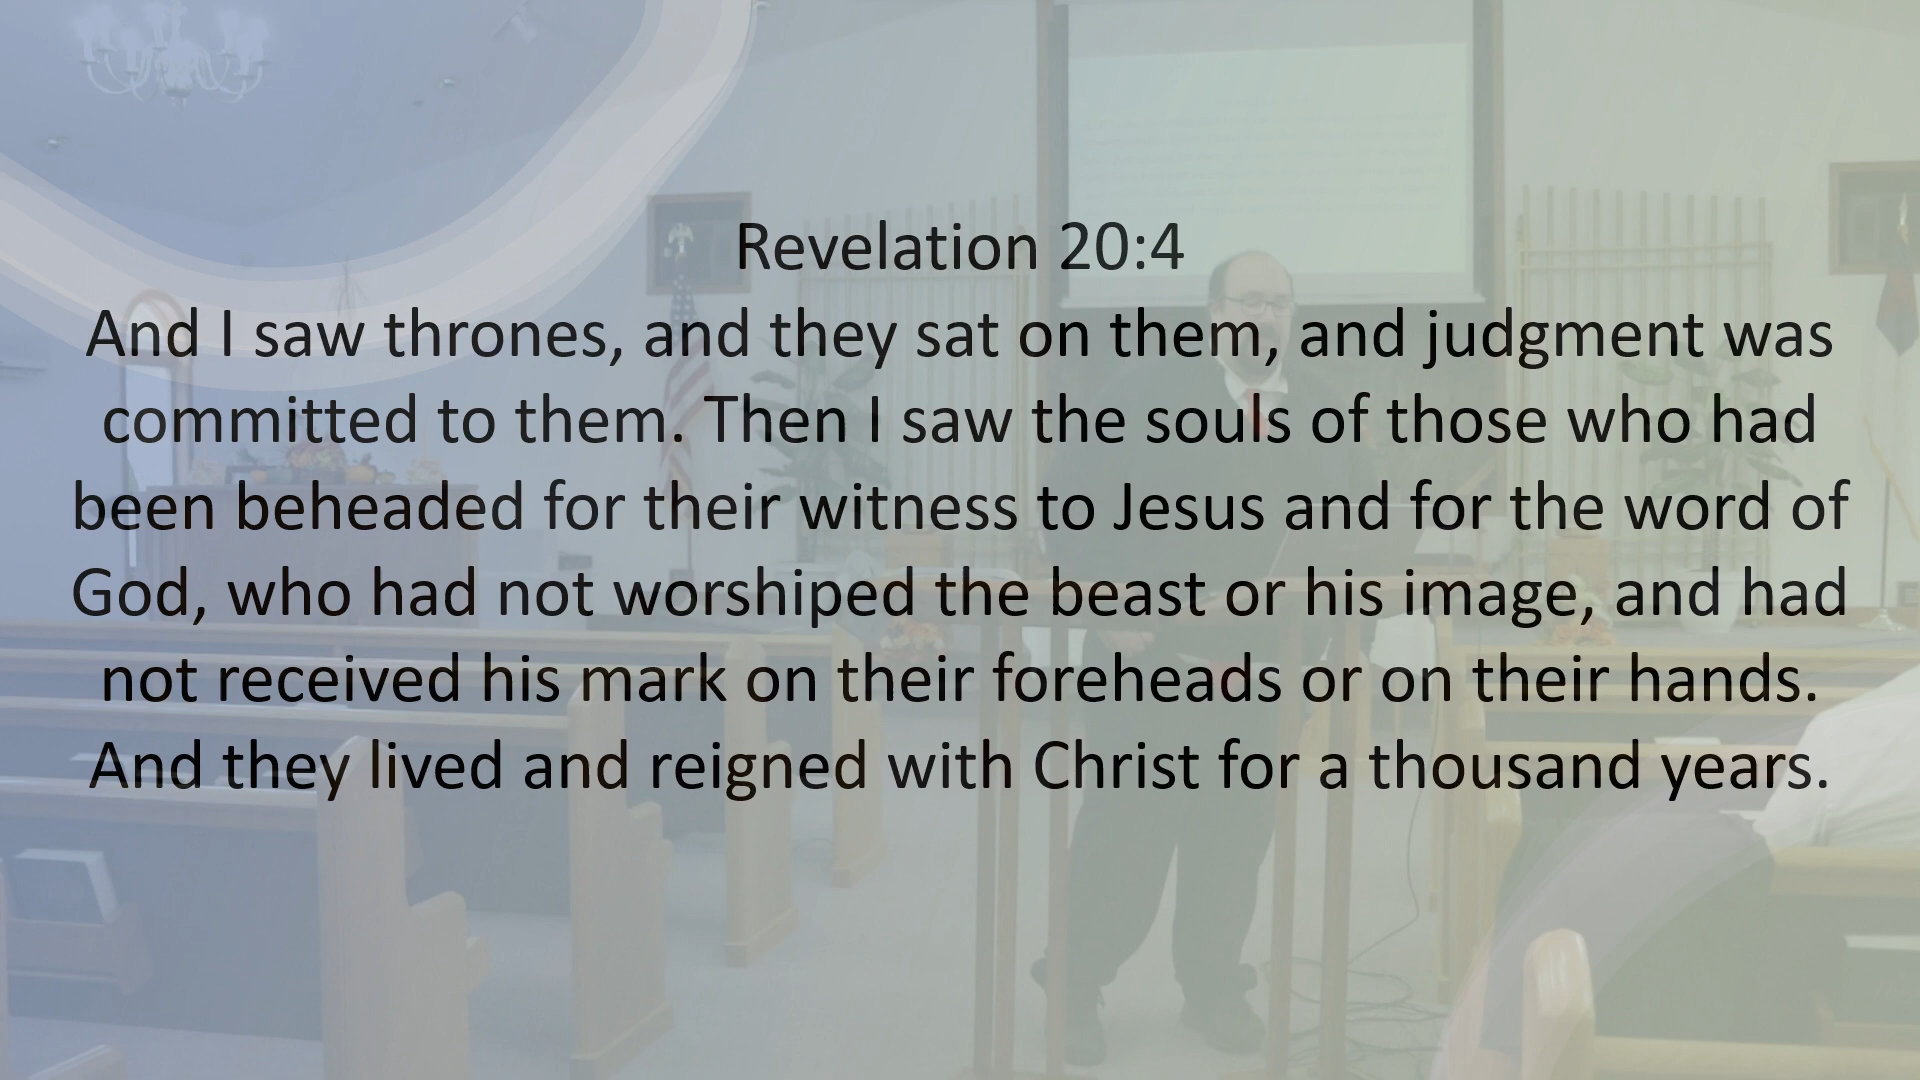 Revelation 20:4
And I saw thrones, and they sat on them, and judgment was
committed to them. Then I saw the souls of those who had
been beheaded for their witness to Jesus and for the word of
God, who had not worshiped the beast or his image, and had
not received his mark on their foreheads or on their hands.
And they lived and reigned with Christ for a thousand years.